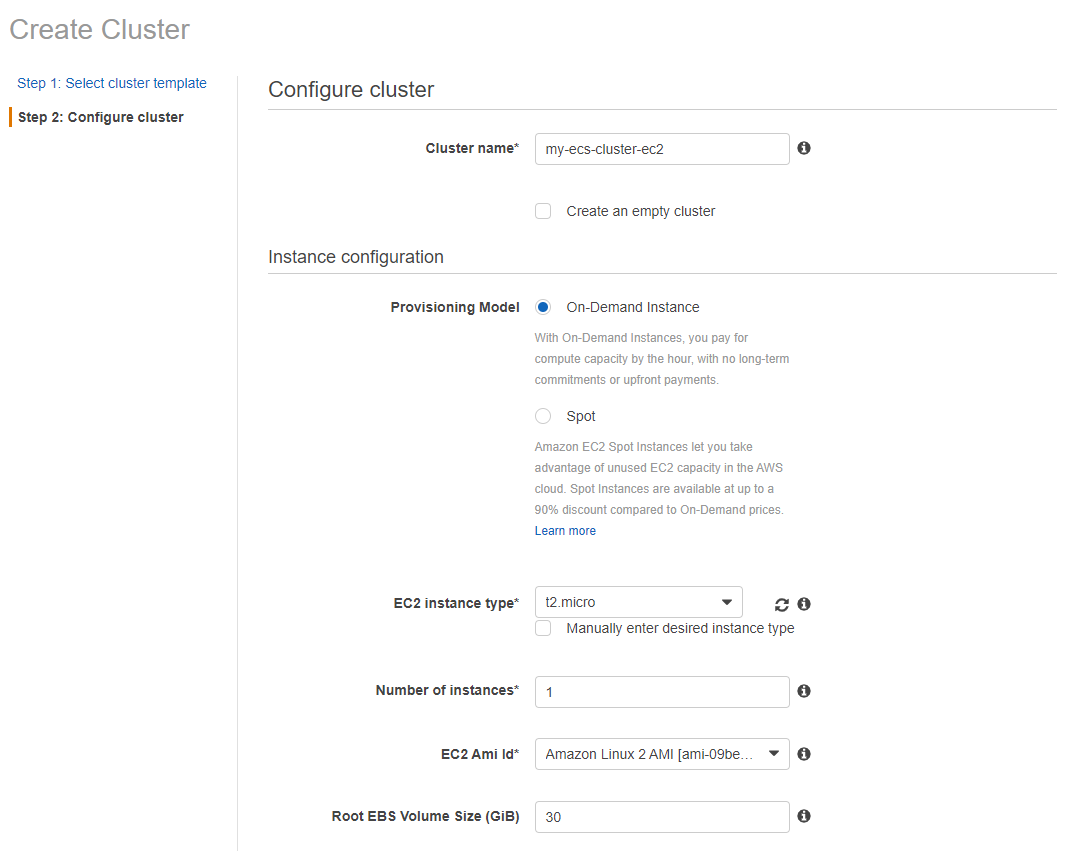 Create Cluster
Step 1: Select cluster template
Step 2: Configure cluster
Configure cluster
Cluster name* my-ecs-cluster-ec2
Create an empty cluster
Instance configuration
Provisioning Model On-Demand Instance
With On-Demand Instances, you pay for
compute capacity by the hour, with no long-term
commitments or upfront payments.
Spot
Amazon EC2 Spot Instances let you take
advantage of unused EC2 capacity in the AWS
cloud. Spot Instances are available at up to a
90% discount compared to On-Demand prices.
Learn more
EC2 instance type* t2.micro
Manually enter desired instance type
Number of instances* 1
EC2 Ami Id* Amazon Linux 2 AMI [ami-09be...
Root EBS Volume Size (GiB) 30